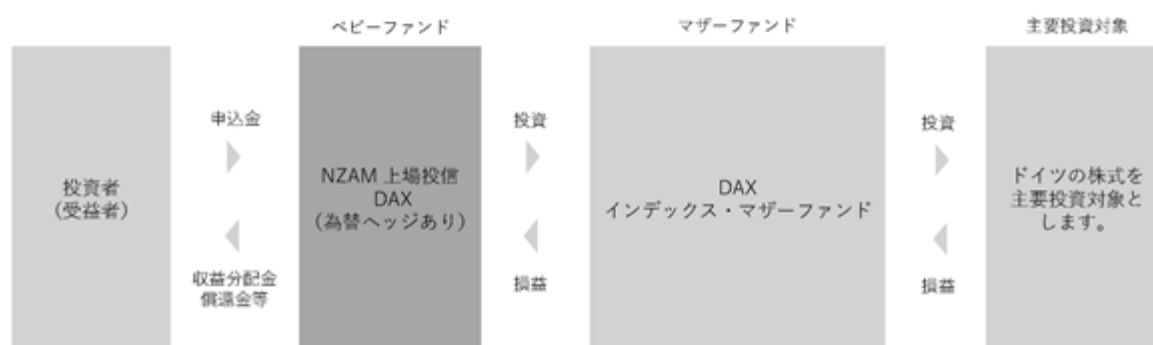 ベビーファンド
マザーファンド
主要投資対象
投資者
(受益者)
申込金
収益分配金
償還金等
NZAM 上場投信
DAX
(為替ヘッジあり)
投資
損益
DAX
インデックス・マザーファンド
投資
損益
ドイツの株式を
主要投資対象と
します。